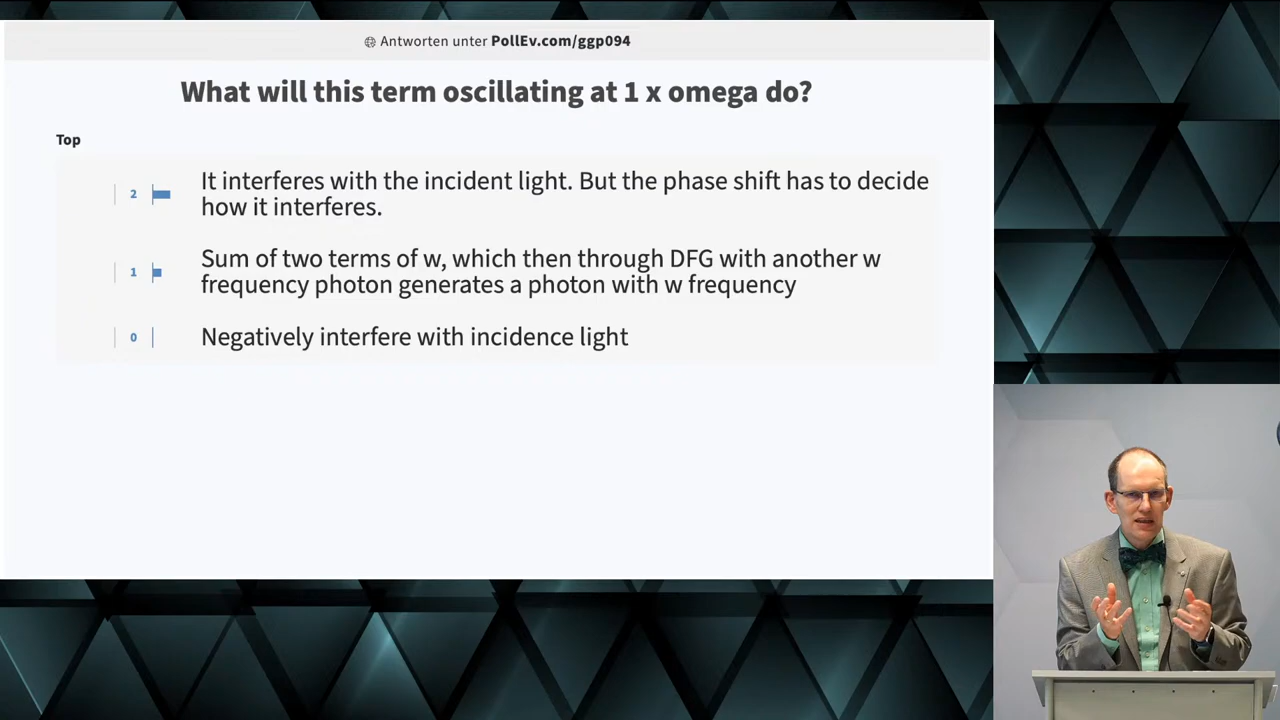 Antworten unter PollEv.com/ggp094
What will this term oscillating at 1 x omega do?
Top
2
It interferes with the incident light. But the phase shift has to decide
how it interferes.
1
Sum of two terms of w, which then through DFG with another w
frequency photon generates a photon with w frequency
0
Negatively interfere with incidence light